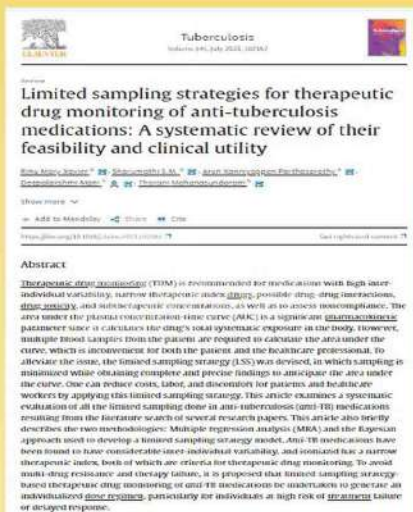 ELSEVIER
Tuberculosis
Review
Limited sampling strategies for therapeutic
drug monitoring of anti-tuberculosis
medications: A systematic review of their
feasibility and clinical utility
Show more
Add to Mendeley Share Cite
Get rights and content
Abstract
Therapeutic drug monitoring (TDM) is recommended for medication with high inter-
individual variability, narrow therapeutic index drugs, possible drug-drug interactions,
drug toxicity, and subtherapeutic concentrations, as well as to assess noncompliance. The
area under the plasma concentration-time curve (AUC) is a significant pharmacokinetic
parameter since it calculates the drug's total systematic exposure in the body. However,
multiple blood samples from the patient are required to calculate the area under the
curve, which is inconvenient for both the patient and the healthcare professional. To
alleviate the issue, the limited sampling strategy (LSS) was devised, in which sampling is
minimized while obtaining complete and precise findings to anticipate the area under
the curve. One can reduce costs, labor, and discomfort for patients and healthcare
workers by applying this limited sampling strategy. This article examines a systematic
evaluation of all the limited sampling done in anti-tuberculosis (anti-TB) medications
resulting from the literature search of several research papers. This article also briefly
describes the two methodologies: Multiple regression analysis (MRA) and the Bayesian
approach used to develop a limited sampling strategy model. Anti-TB medications have
been found to have considerable inter-individual variability, and isoniazid has a narrow
therapeutic index, both of which are criteria for therapeutic drug monitoring. To avoid
multi-drug resistance and therapy failure, it is proposed that limited sampling strategy-
based therapeutic drug monitoring of anti-TB medications be undertaken to generate an
individualized dose regimen, particularly for individuals at high risk of treatment failure
or delayed response.